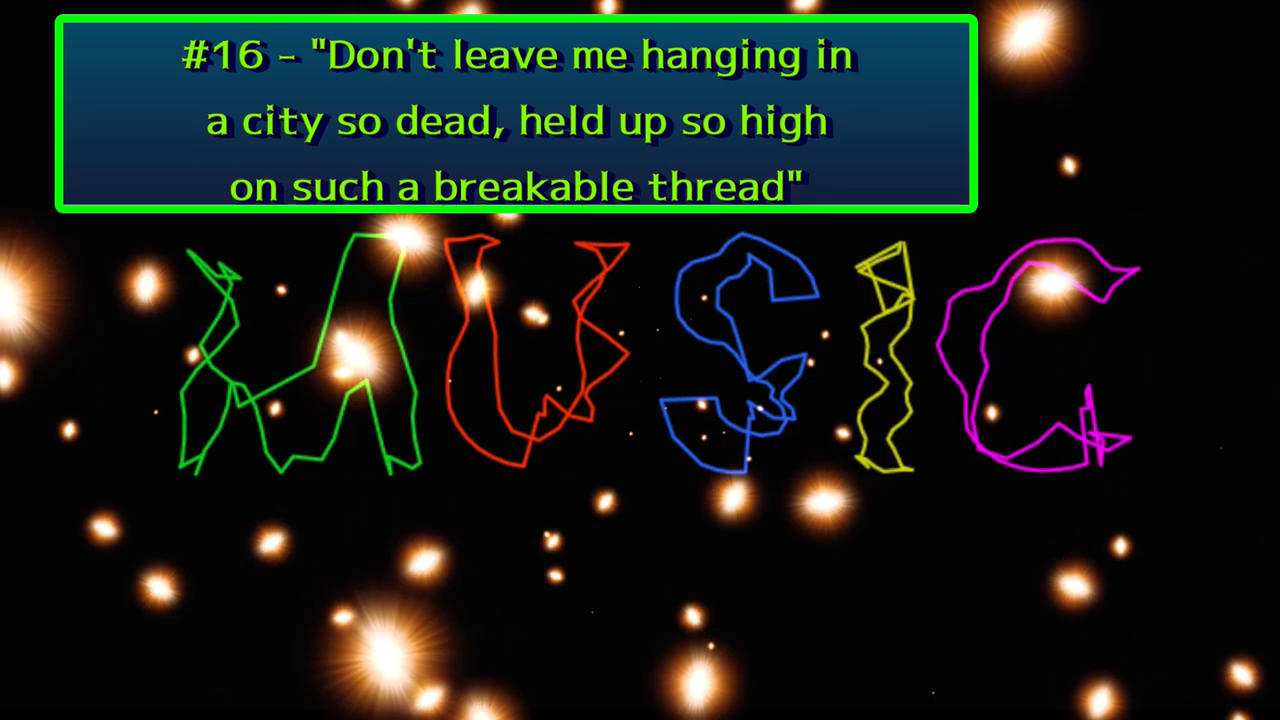 #16 - "Don't leave me hanging in
a city so dead, held up so high
on such a breakable thread"
MUSIC